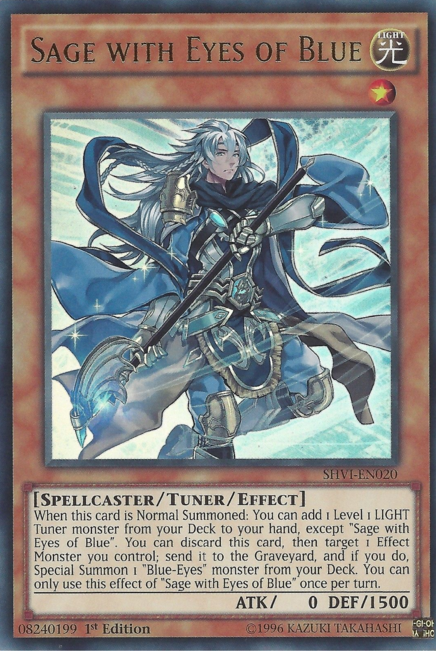 Sage with Eyes of Blue
LIGHT
光
SHVI-EN020
[Spellcaster/Tuner/Effect]
When this card is Normal Summoned: You can add 1 Level 1 LIGHT
Tuner monster from your Deck to your hand, except "Sage with
Eyes of Blue". You can discard this card, then target 1 Effect
Monster you control; send it to the Graveyard, and if you do,
Special Summon 1 "Blue-Eyes" monster from your Deck. You can
only use this effect of "Sage with Eyes of Blue" once per turn.
ATK/ 0 DEF/1500
08240199 1st Edition ©1996 KAZUKI TAKAHASHI